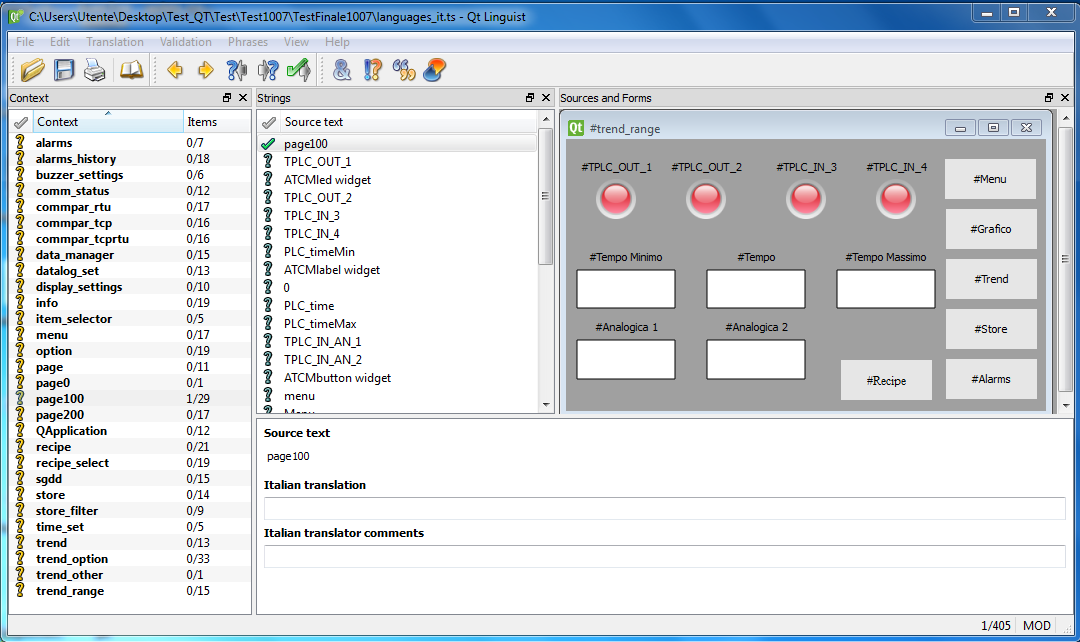 C:\Users\Utente\Desktop\Test_QT\Test\Test1007\TestFinale1007\languages_it.ts - Qt Linguist
File Edit Translation Validation Phrases View Help
Context
Context Items
alarms 0/7
alarms_history 0/18
buzzer_settings 0/6
comm_status 0/12
commpar_rtu 0/17
commpar_tcp 0/16
commpar_tcprtu 0/16
data_manager 0/15
datalog_set 0/13
display_settings 0/10
info 0/19
item_selector 0/5
menu 0/17
option 0/19
page 0/11
page0 0/1
page100 1/29
page200 0/17
QApplication 0/12
recipe 0/21
recipe_select 0/19
sgdd 0/15
store 0/14
store_filter 0/9
time_set 0/5
trend 0/13
trend_option 0/33
trend_other 0/1
trend_range 0/15
Strings
Source text
page100
TPLC_OUT_1
ATCMled widget
TPLC_OUT_2
TPLC_IN_3
TPLC_IN_4
PLC_timeMin
ATCMlabel widget
0
PLC_time
PLC_timeMax
TPLC_IN_AN_1
TPLC_IN_AN_2
ATCMbutton widget
menu
Menu
Sources and Forms
Qt #trend_range
#TPLC_OUT_1 #TPLC_OUT_2 #TPLC_IN_3 #TPLC_IN_4
#Menu
#Grafico
#Tempo Minimo #Tempo #Tempo Massimo
#Trend
#Analogica 1 #Analogica 2
#Store
#Recipe
#Alarms
Source text
page100
Italian translation
Italian translator comments
1/405 MOD